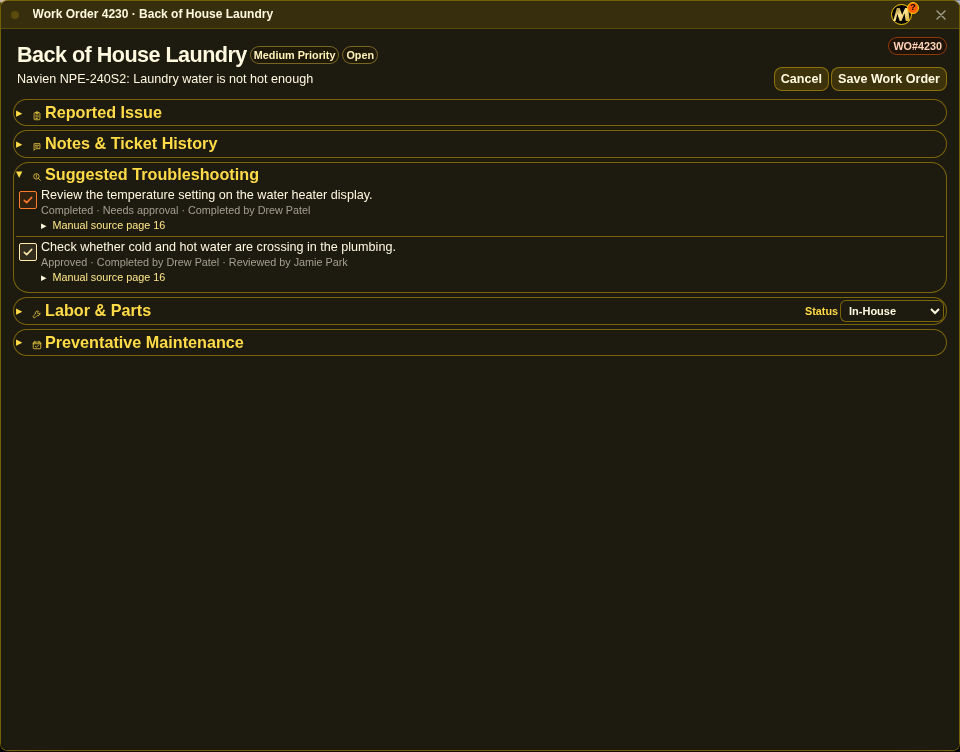 Work Order 4230 · Back of House Laundry
M ?
Back of House Laundry Medium Priority Open
WO#4230
Navien NPE-240S2: Laundry water is not hot enough
Cancel Save Work Order
Reported Issue
Notes & Ticket History
Suggested Troubleshooting
Review the temperature setting on the water heater display.
Completed · Needs approval · Completed by Drew Patel
Manual source page 16
Check whether cold and hot water are crossing in the plumbing.
Approved · Completed by Drew Patel · Reviewed by Jamie Park
Manual source page 16
Labor & Parts Status In-House
Preventative Maintenance